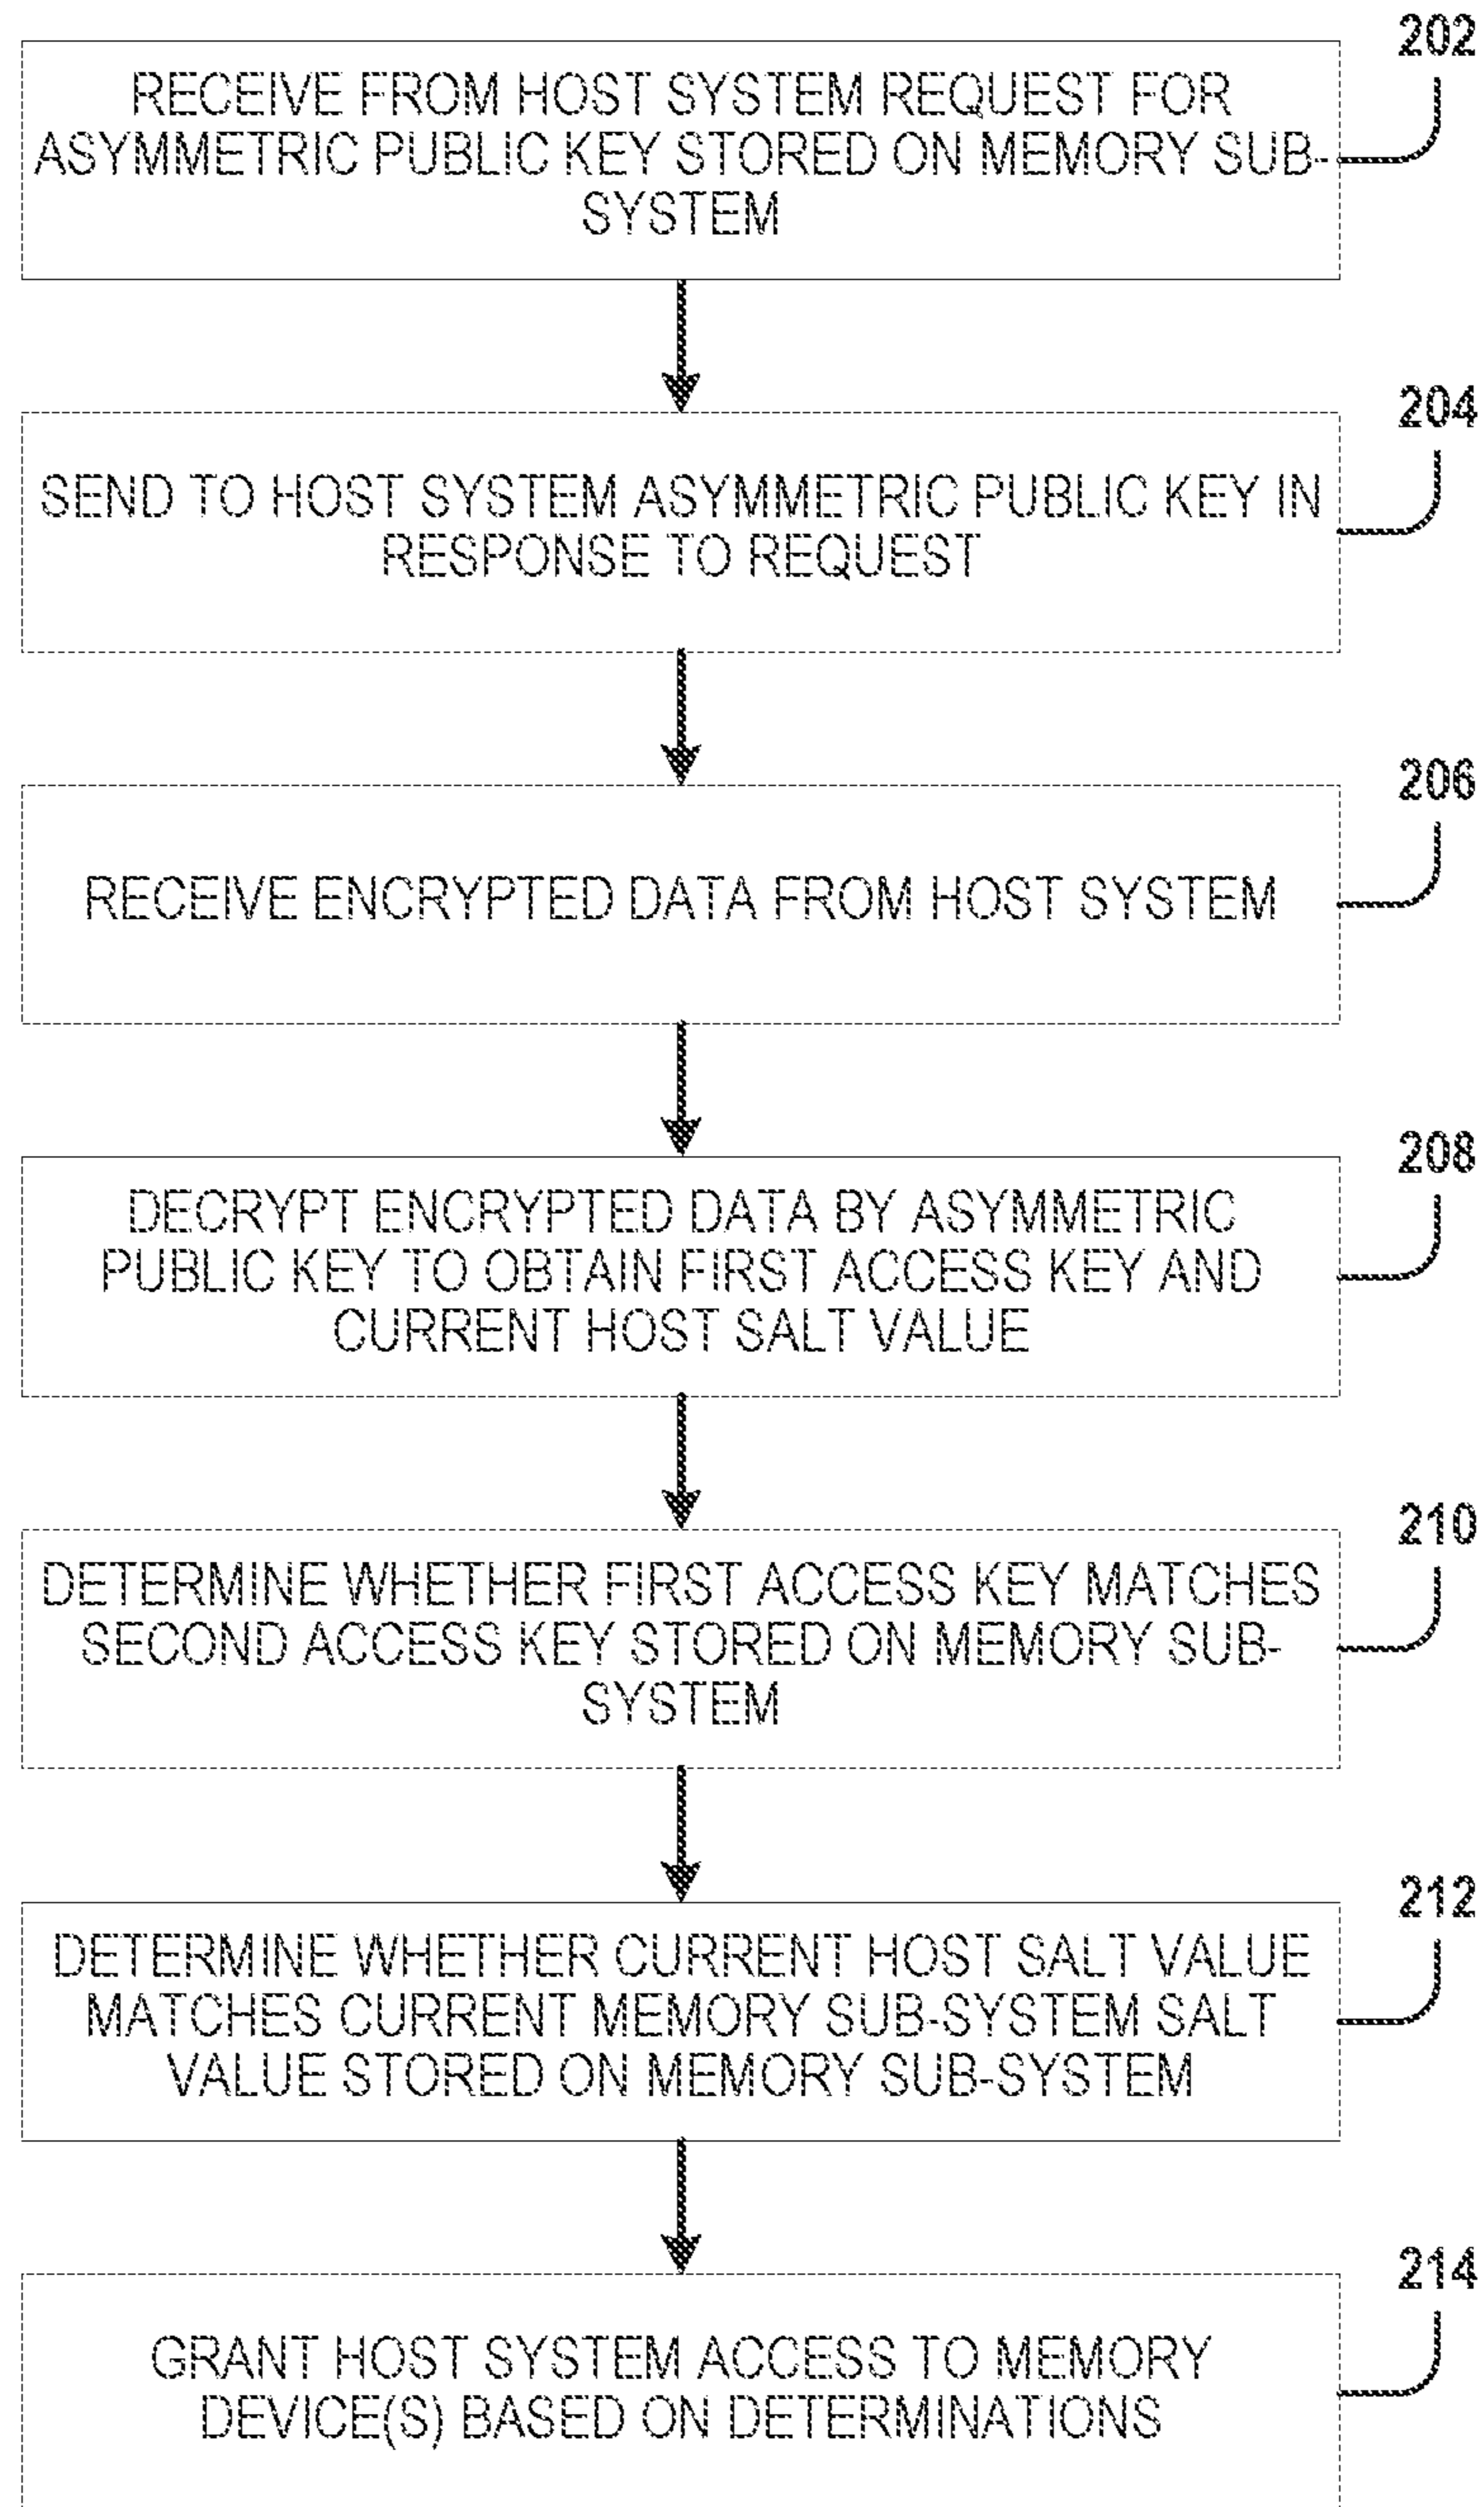 202
RECEIVE FROM HOST SYSTEM REQUEST FOR
ASYMMETRIC PUBLIC KEY STORED ON MEMORY SUB-
SYSTEM
204
SEND TO HOST SYSTEM ASYMMETRIC PUBLIC KEY IN
RESPONSE TO REQUEST
206
RECEIVE ENCRYPTED DATA FROM HOST SYSTEM
208
DECRYPT ENCRYPTED DATA BY ASYMMETRIC
PUBLIC KEY TO OBTAIN FIRST ACCESS KEY AND
CURRENT HOST SALT VALUE
210
DETERMINE WHETHER FIRST ACCESS KEY MATCHES
SECOND ACCESS KEY STORED ON MEMORY SUB-
SYSTEM
212
DETERMINE WHETHER CURRENT HOST SALT VALUE
MATCHES CURRENT MEMORY SUB-SYSTEM SALT
VALUE STORED ON MEMORY SUB-SYSTEM
214
GRANT HOST SYSTEM ACCESS TO MEMORY
DEVICE(S) BASED ON DETERMINATIONS